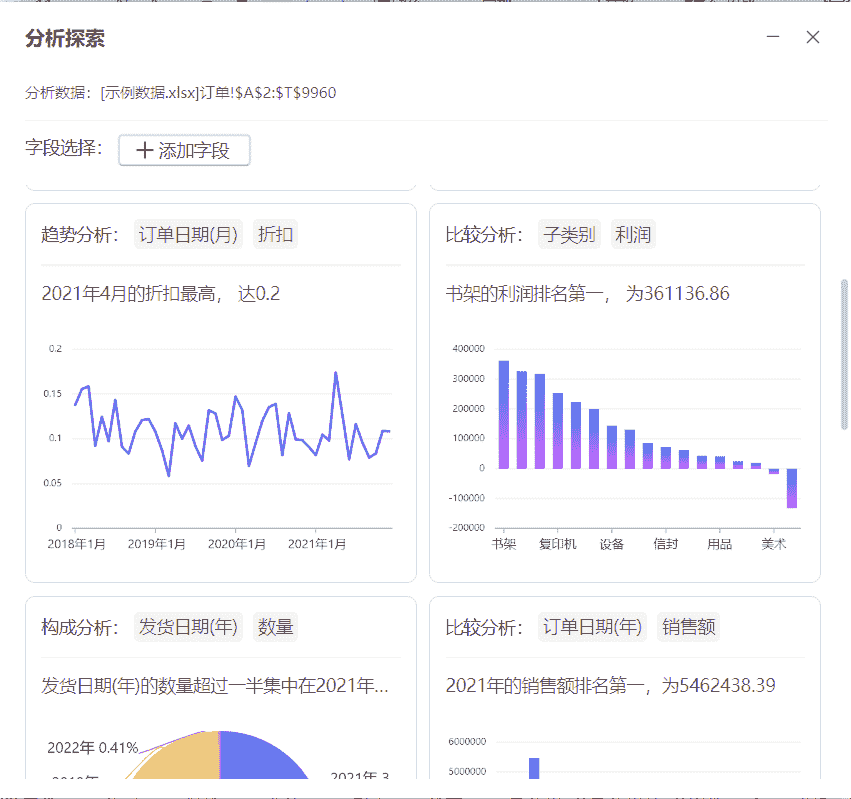 分析探索
分析数据：[示例数据.xlsx]订单!$A$2:$T$9960
字段选择：
添加字段
趋势分析： 订单日期(月) 折扣
2021年4月的折扣最高， 达0.2
0.2
0.15
0.1
0.05
0
2018年1月 2019年1月 2020年1月 2021年1月
比较分析： 子类别 利润
书架的利润排名第一， 为361136.86
400000
300000
200000
100000
0
-100000
-200000
书架 复印机 设备 信封 用品 美术
构成分析： 发货日期(年) 数量
发货日期(年)的数量超过一半集中在2021年...
2022年 0.41%
2021年 3
比较分析： 订单日期(年) 销售额
2021年的销售额排名第一，为5462438.39
6000000
5000000